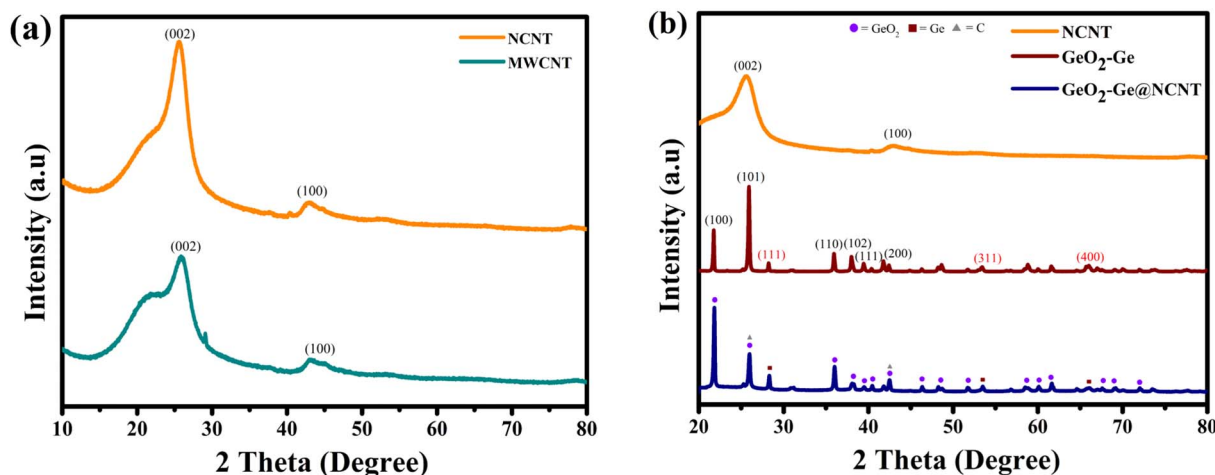 (a)
(002)
NCNT
MWCNT
(100)
(002)
(100)
Intensity (a.u)
10 20 30 40 50 60 70 80
2 Theta (Degree)
(b)
● = GeO₂ ■ = Ge ▲ = C
NCNT
GeO₂-Ge
GeO₂-Ge@NCNT
(002)
(100)
(101)
(100)
(111)
(110)
(102)
(111)
(200)
(311)
(400)
Intensity (a.u)
20 30 40 50 60 70 80
2 Theta (Degree)